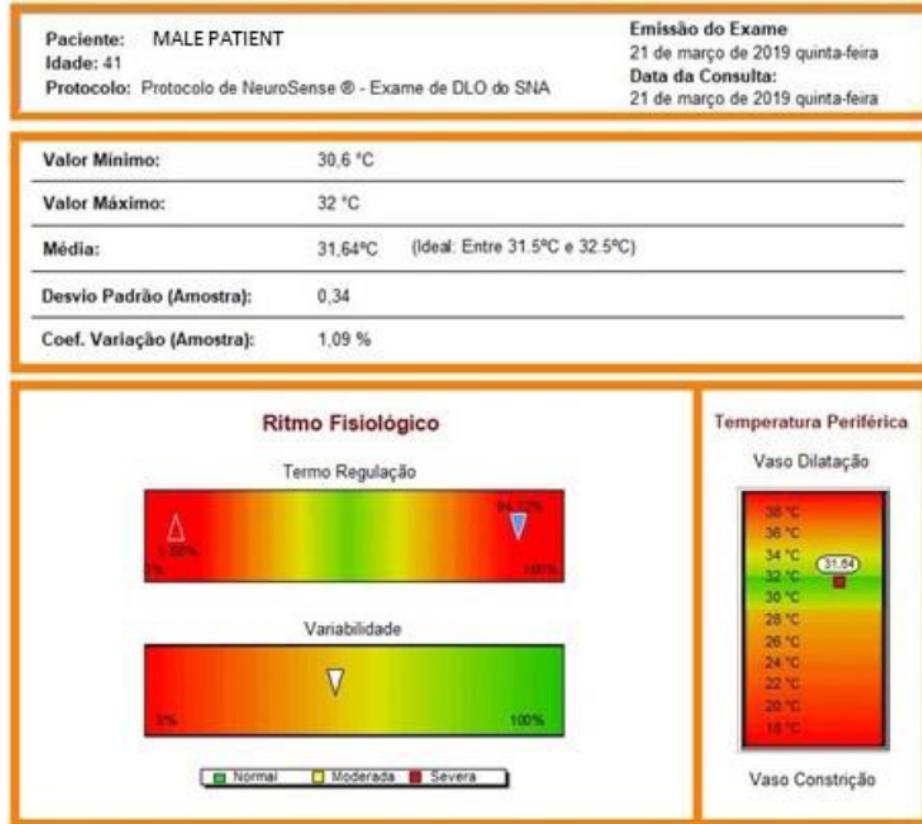 Paciente: MALE PATIENT
Idade: 41
Protocolo: Protocolo de NeuroSense ® - Exame de DLO do SNA
Emissão do Exame
21 de março de 2019 quinta-feira
Data da Consulta:
21 de março de 2019 quinta-feira
Valor Mínimo: 30,6 °C
Valor Máximo: 32 °C
Média: 31,64ºC (Ideal: Entre 31.5ºC e 32.5ºC)
Desvio Padrão (Amostra): 0,34
Coef. Variação (Amostra): 1,09 %
Ritmo Fisiológico
Termo Regulação
0%
100%
Variabilidade
0%
100%
Normal Moderada Severa
Temperatura Periférica
Vaso Dilatação
38 °C
36 °C
34 °C
31.64
32 °C
30 °C
28 °C
26 °C
24 °C
22 °C
20 °C
18 °C
Vaso Constrição